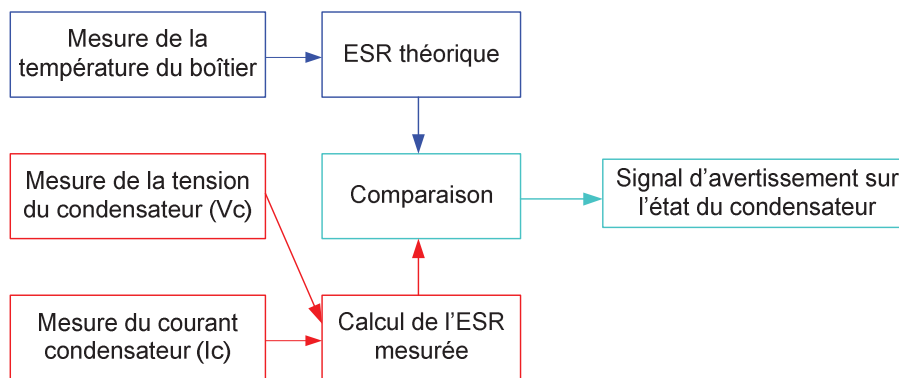 Mesure de la
température du boîtier
ESR théorique
Mesure de la tension
du condensateur (Vc)
Comparaison
Signal d’avertissement sur
l’état du condensateur
Mesure du courant
condensateur (Ic)
Calcul de l’ESR
mesurée